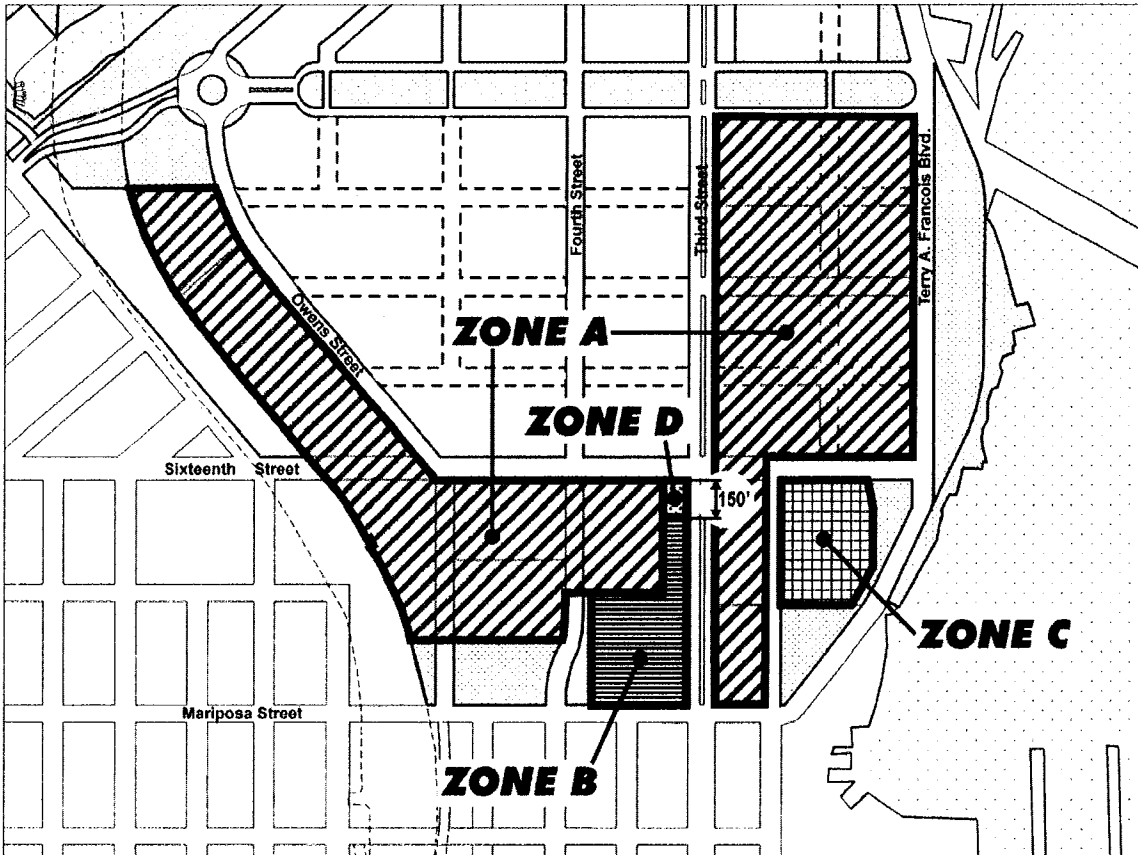 Fourth Street
Third Street
Terry A. Francois Blvd.
Owens Street
ZONE A
ZONE D
Sixteenth Street
150'
ZONE C
Mariposa Street
ZONE B